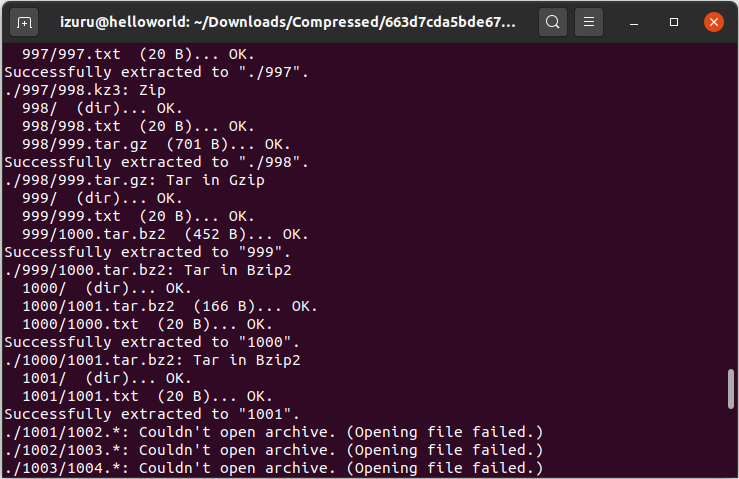 izuru@helloworld: ~/Downloads/Compressed/663d7cda5bde67...
997/997.txt  (20 B)... OK.
Successfully extracted to "./997".
./997/998.kz3: Zip
  998/  (dir)... OK.
  998/998.txt  (20 B)... OK.
  998/999.tar.gz  (701 B)... OK.
Successfully extracted to "./998".
./998/999.tar.gz: Tar in Gzip
  999/  (dir)... OK.
  999/999.txt  (20 B)... OK.
  999/1000.tar.bz2  (452 B)... OK.
Successfully extracted to "999".
./999/1000.tar.bz2: Tar in Bzip2
  1000/  (dir)... OK.
  1000/1001.tar.bz2  (166 B)... OK.
  1000/1000.txt  (20 B)... OK.
Successfully extracted to "1000".
./1000/1001.tar.bz2: Tar in Bzip2
  1001/  (dir)... OK.
  1001/1001.txt  (20 B)... OK.
Successfully extracted to "1001".
./1001/1002.*: Couldn't open archive. (Opening file failed.)
./1002/1003.*: Couldn't open archive. (Opening file failed.)
./1003/1004.*: Couldn't open archive. (Opening file failed.)